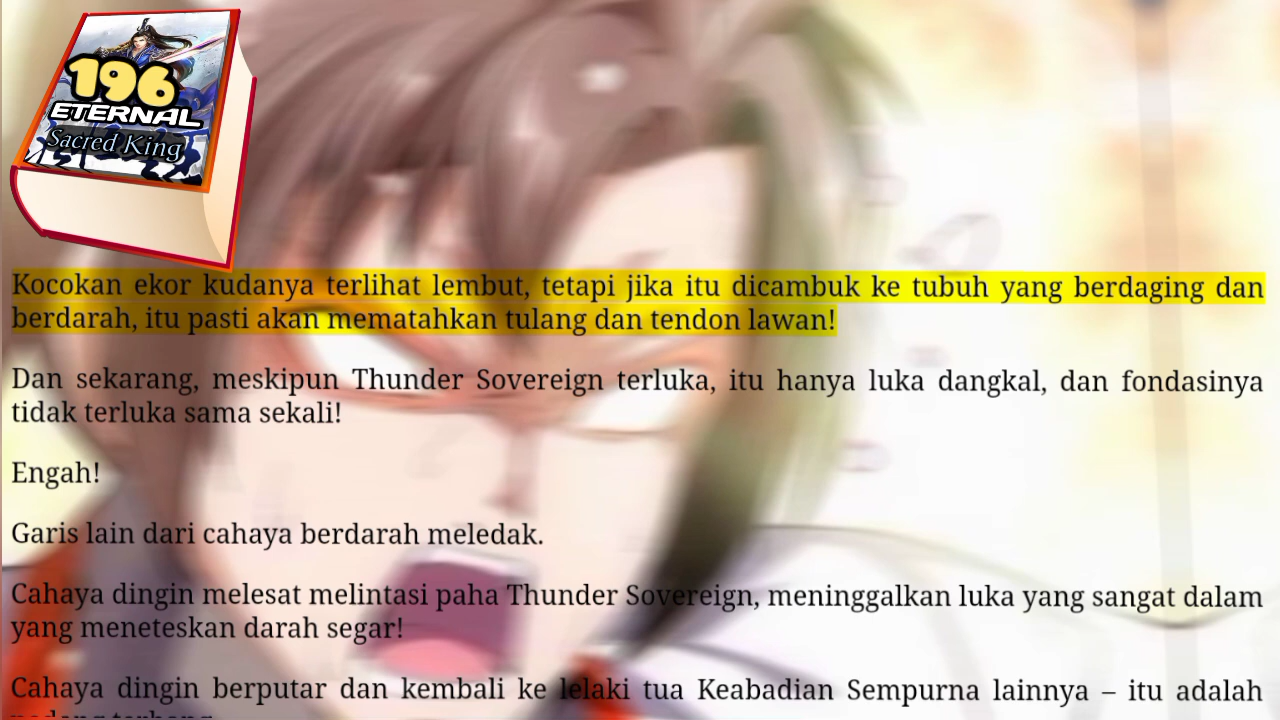 196
ETERNAL
Sacred King
Kocokan ekor kudanya terlihat lembut, tetapi jika itu dicambuk ke tubuh yang berdaging dan
berdarah, itu pasti akan mematahkan tulang dan tendon lawan!
Dan sekarang, meskipun Thunder Sovereign terluka, itu hanya luka dangkal, dan fondasinya
tidak terluka sama sekali!
Engah!
Garis lain dari cahaya berdarah meledak.
Cahaya dingin melesat melintasi paha Thunder Sovereign, meninggalkan luka yang sangat dalam
yang meneteskan darah segar!
Cahaya dingin berputar dan kembali ke lelaki tua Keabadian Sempurna lainnya – itu adalah